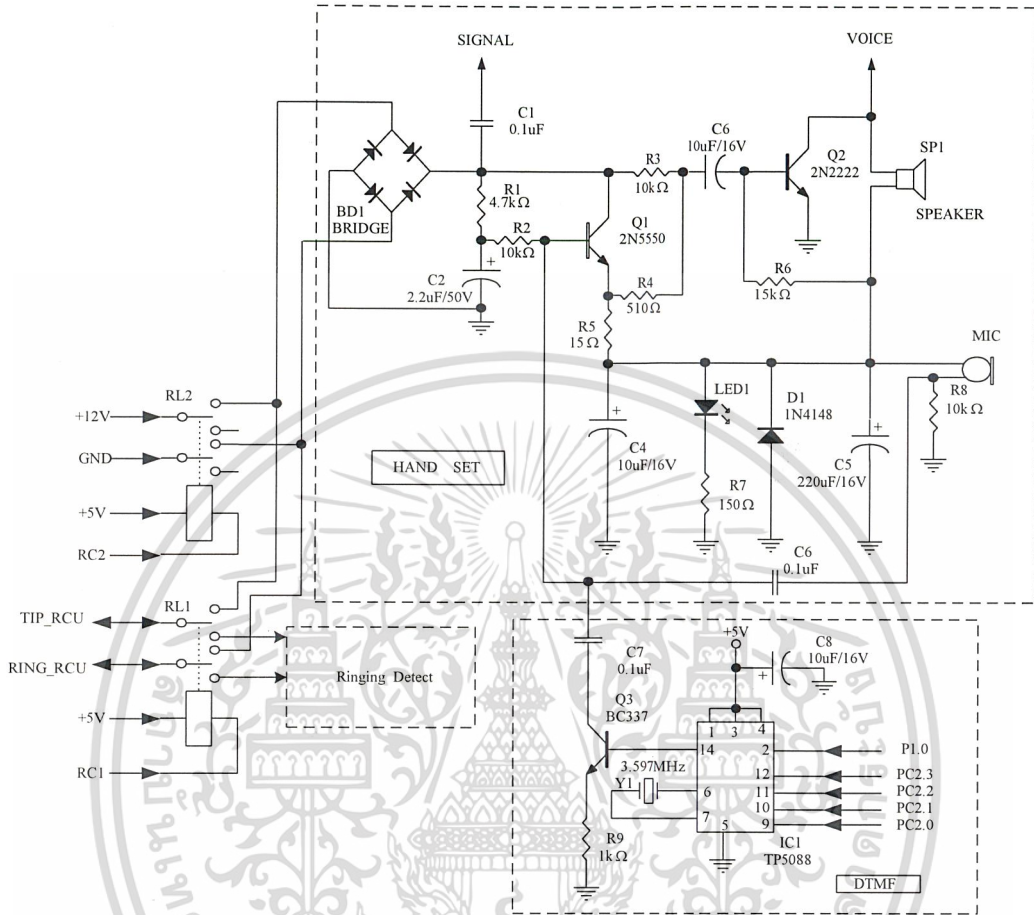 SIGNAL
VOICE
C1
0.1uF
C6
10uF/16V
Q2
2N2222
SP1
SPEAKER
R3
10kΩ
R1
4.7kΩ
BD1
BRIDGE
R2
10kΩ
Q1
2N5550
C2
2.2uF/50V
R4
510Ω
R6
15kΩ
R5
15Ω
MIC
R8
10kΩ
LED1
D1
1N4148
RL2
+12V
GND
+5V
RC2
HAND SET
C4
10uF/16V
R7
150Ω
C5
220uF/16V
C6
0.1uF
RL1
TIP_RCU
RING_RCU
+5V
RC1
Ringing Detect
C7
0.1uF
+5V
C8
10uF/16V
Q3
BC337
1 3 4
14 2 P1.0
3.597MHz
Y1
6 12 PC2.3
11 PC2.2
7 10 PC2.1
5 9 PC2.0
IC1
TP5088
R9
1kΩ
DTMF